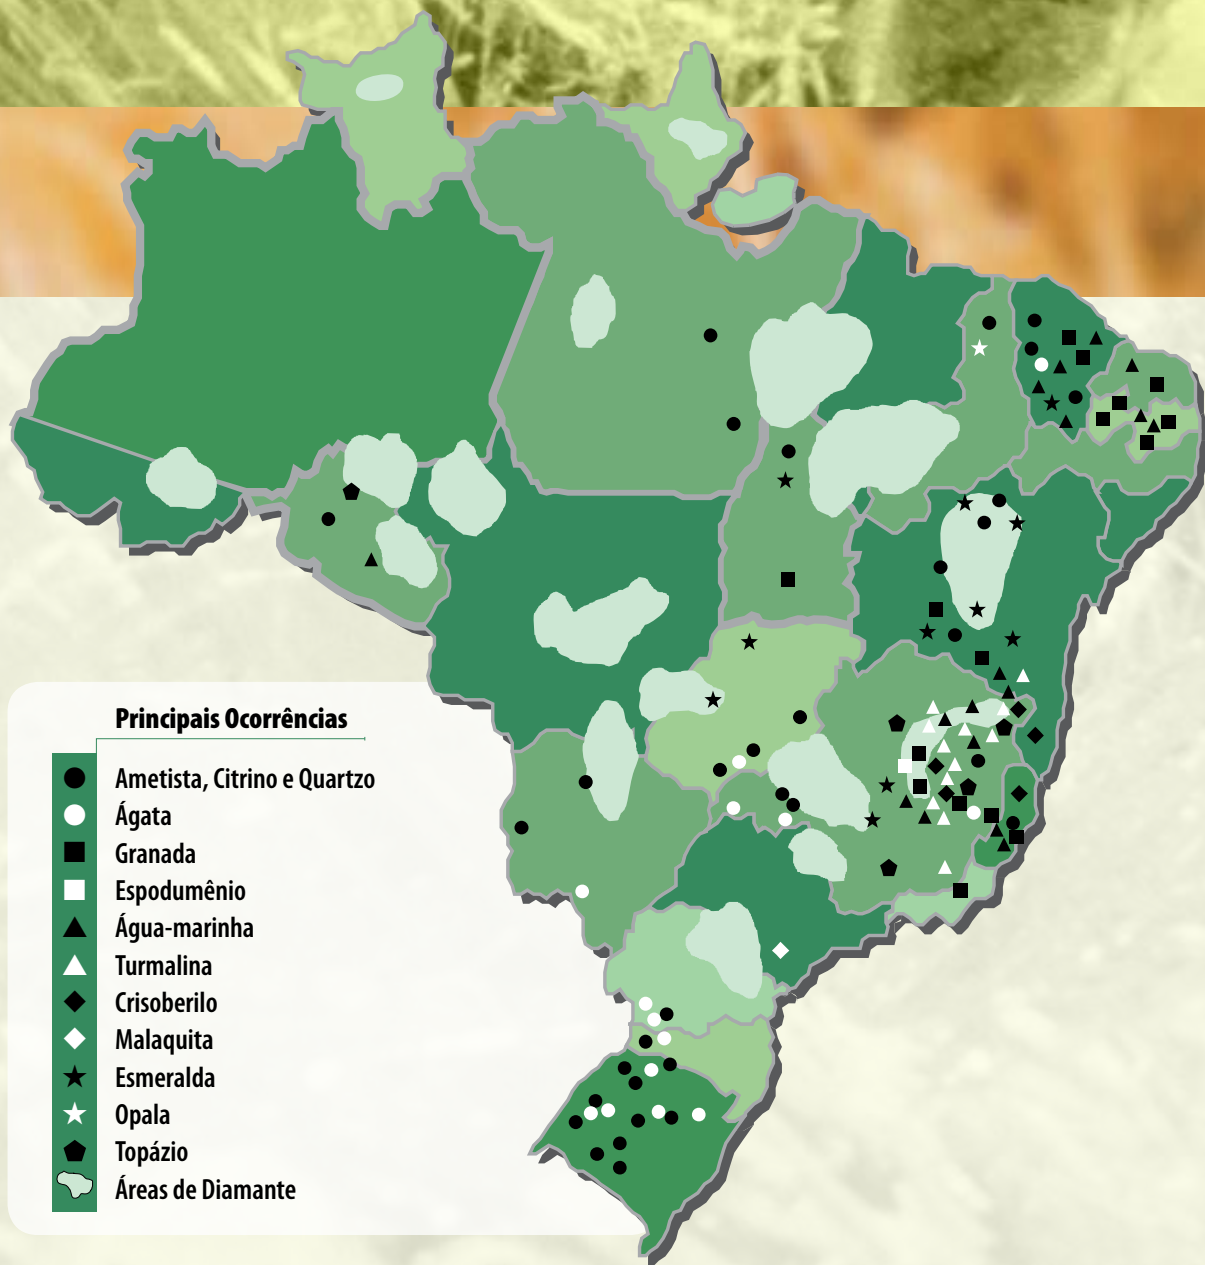 Principais Ocorrências
Ametista, Citrino e Quartzo
Ágata
Granada
Espodumênio
Água-marinha
Turmalina
Crisoberilo
Malaquita
Esmeralda
Opala
Topázio
Áreas de Diamante